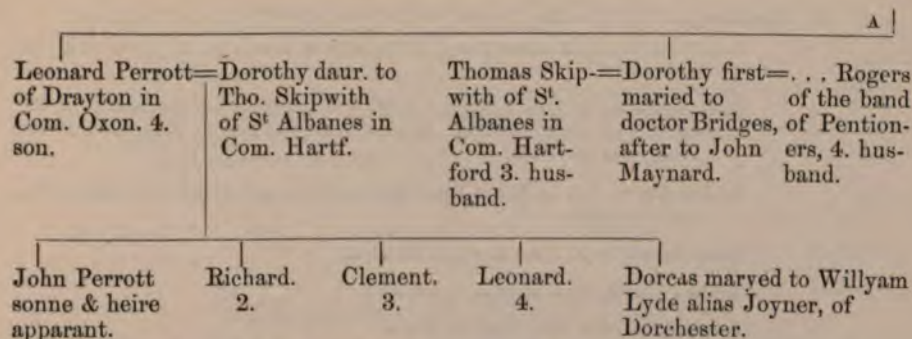 A
Leonard Perrott=Dorothy daur. to
of Drayton in Tho. Skipwith
Com. Oxon. 4. of St Albanes in
son. Com. Hartf.
Thomas Skip-=Dorothy first=. . . Rogers
with of St. maried to of the band
Albanes in doctor Bridges, of Pention-
Com. Hart- after to John ers, 4. hus-
ford 3. hus- Maynard. band.
band.
John Perrott
sonne & heire
apparant.
Richard.
2.
Clement.
3.
Leonard.
4.
Dorcas maryed to Willyam
Lyde alias Joyner, of
Dorchester.